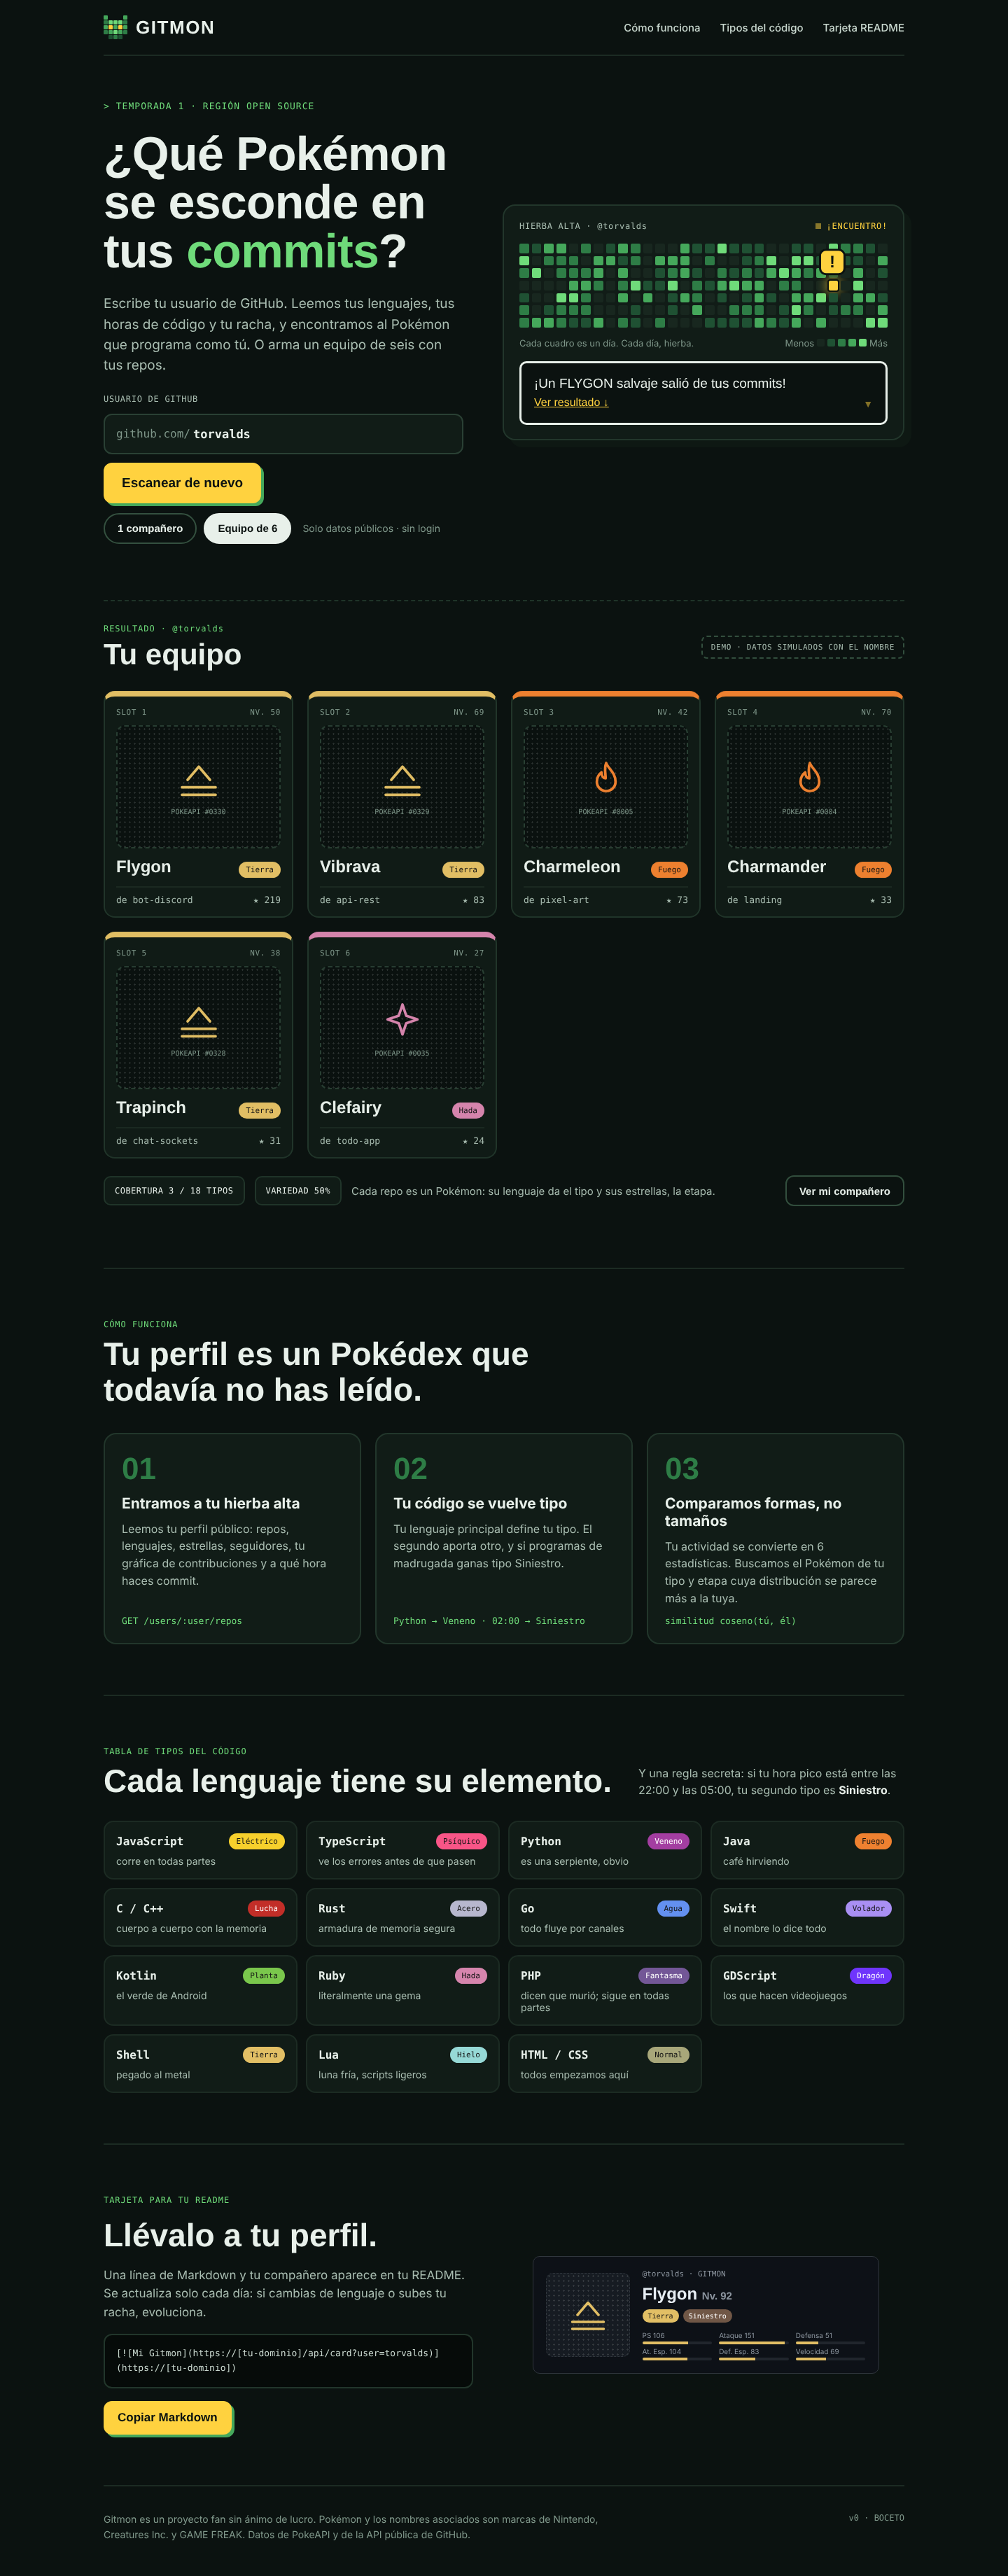 GITMON
Cómo funciona
Tipos del código
Tarjeta README
> TEMPORADA 1 · REGIÓN OPEN SOURCE
¿Qué Pokémon
se esconde en
tus commits?
Escribe tu usuario de GitHub. Leemos tus lenguajes, tus
horas de código y tu racha, y encontramos al Pokémon
que programa como tú. O arma un equipo de seis con
tus repos.
USUARIO DE GITHUB
github.com/ torvalds
Escanear de nuevo
1 compañero
Equipo de 6
Solo datos públicos · sin login
HIERBA ALTA · @torvalds
¡ENCUENTRO!
!
Cada cuadro es un día. Cada día, hierba.
Menos
Más
¡Un FLYGON salvaje salió de tus commits!
Ver resultado ↓
▼
RESULTADO · @torvalds
Tu equipo
DEMO · DATOS SIMULADOS CON EL NOMBRE
SLOT 1 NV. 50
POKEAPI #0330
Flygon Tierra
de bot-discord ★ 219
SLOT 2 NV. 69
POKEAPI #0329
Vibrava Tierra
de api-rest ★ 83
SLOT 3 NV. 42
POKEAPI #0005
Charmeleon Fuego
de pixel-art ★ 73
SLOT 4 NV. 70
POKEAPI #0004
Charmander Fuego
de landing ★ 33
SLOT 5 NV. 38
POKEAPI #0328
Trapinch Tierra
de chat-sockets ★ 31
SLOT 6 NV. 27
POKEAPI #0035
Clefairy Hada
de todo-app ★ 24
COBERTURA 3 / 18 TIPOS
VARIEDAD 50%
Cada repo es un Pokémon: su lenguaje da el tipo y sus estrellas, la etapa.
Ver mi compañero
CÓMO FUNCIONA
Tu perfil es un Pokédex que
todavía no has leído.
01
Entramos a tu hierba alta
Leemos tu perfil público: repos,
lenguajes, estrellas, seguidores, tu
gráfica de contribuciones y a qué hora
haces commit.
GET /users/:user/repos
02
Tu código se vuelve tipo
Tu lenguaje principal define tu tipo. El
segundo aporta otro, y si programas de
madrugada ganas tipo Siniestro.
Python → Veneno · 02:00 → Siniestro
03
Comparamos formas, no
tamaños
Tu actividad se convierte en 6
estadísticas. Buscamos el Pokémon de tu
tipo y etapa cuya distribución se parece
más a la tuya.
similitud coseno(tú, él)
TABLA DE TIPOS DEL CÓDIGO
Cada lenguaje tiene su elemento.
Y una regla secreta: si tu hora pico está entre las
22:00 y las 05:00, tu segundo tipo es Siniestro.
JavaScript Eléctrico
corre en todas partes
TypeScript Psíquico
ve los errores antes de que pasen
Python Veneno
es una serpiente, obvio
Java Fuego
café hirviendo
C / C++ Lucha
cuerpo a cuerpo con la memoria
Rust Acero
armadura de memoria segura
Go Agua
todo fluye por canales
Swift Volador
el nombre lo dice todo
Kotlin Planta
el verde de Android
Ruby Hada
literalmente una gema
PHP Fantasma
dicen que murió; sigue en todas
partes
GDScript Dragón
los que hacen videojuegos
Shell Tierra
pegado al metal
Lua Hielo
luna fría, scripts ligeros
HTML / CSS Normal
todos empezamos aquí
TARJETA PARA TU README
Llévalo a tu perfil.
Una línea de Markdown y tu compañero aparece en tu README.
Se actualiza solo cada día: si cambias de lenguaje o subes tu
racha, evoluciona.
[![Mi Gitmon](https://[tu-dominio]/api/card?user=torvalds)]
(https://[tu-dominio])
Copiar Markdown
@torvalds · GITMON
Flygon Nv. 92
Tierra Siniestro
PS 106 Ataque 151 Defensa 51
At. Esp. 104 Def. Esp. 83 Velocidad 69
Gitmon es un proyecto fan sin ánimo de lucro. Pokémon y los nombres asociados son marcas de Nintendo,
Creatures Inc. y GAME FREAK. Datos de PokeAPI y de la API pública de GitHub.
v0 · BOCETO